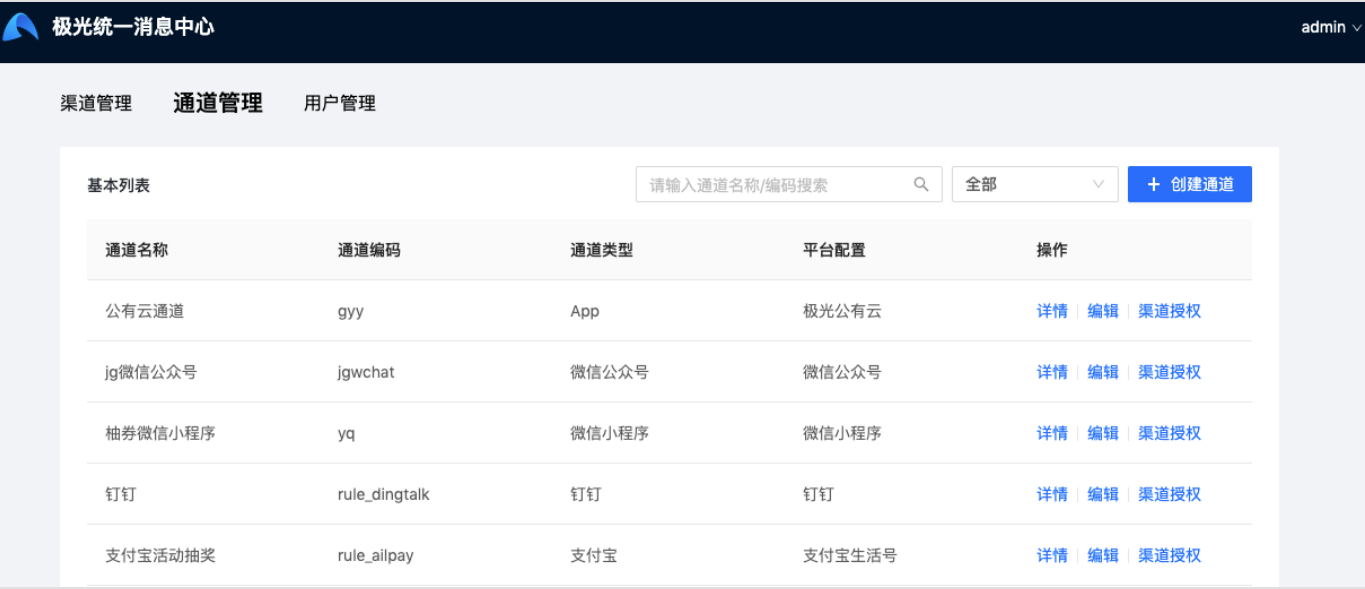 极光统一消息中心 admin
渠道管理 通道管理 用户管理
基本列表 请输入通道名称/编码搜索 全部 + 创建通道
通道名称 通道编码 通道类型 平台配置 操作
公有云通道 gyy App 极光公有云 详情 编辑 渠道授权
jg微信公众号 jgwchat 微信公众号 微信公众号 详情 编辑 渠道授权
柚券微信小程序 yq 微信小程序 微信小程序 详情 编辑 渠道授权
钉钉 rule_dingtalk 钉钉 钉钉 详情 编辑 渠道授权
支付宝活动抽奖 rule_ailpay 支付宝 支付宝生活号 详情 编辑 渠道授权